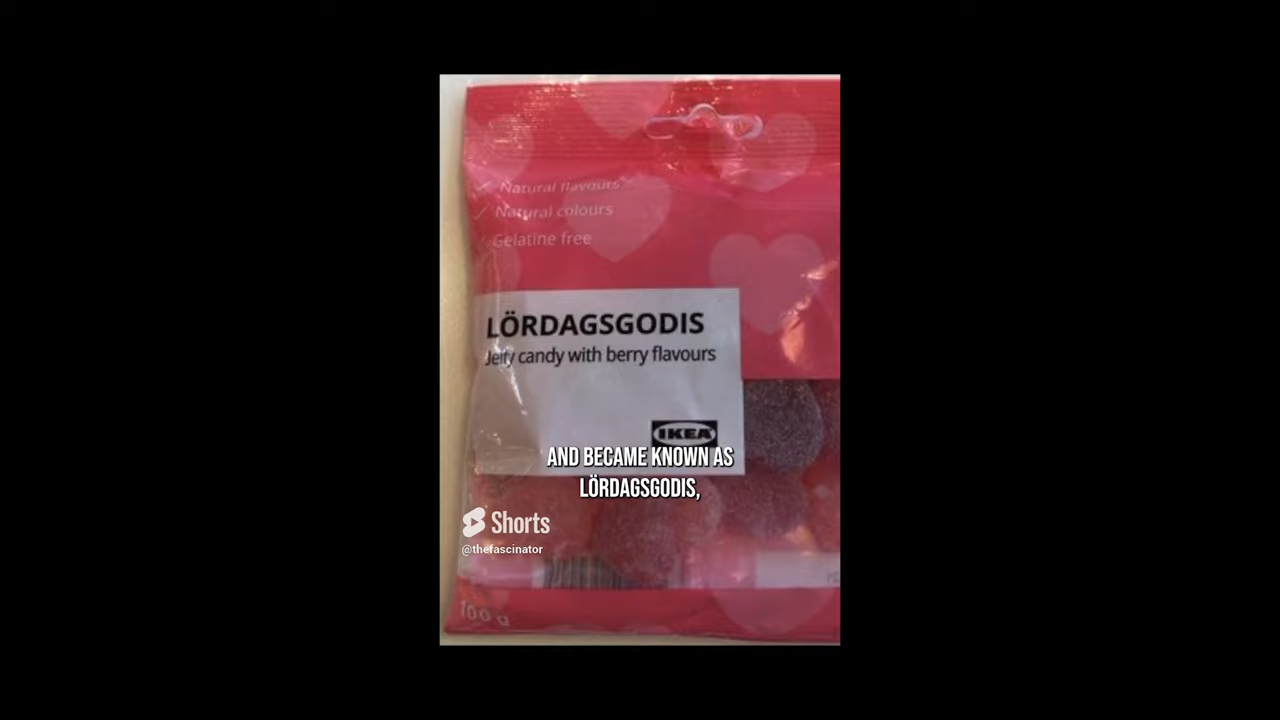 Natural flavours
Natural colours
Gelatine free
LÖRDAGSGODIS
Jelly candy with berry flavours
IKEA
AND BECAME KNOWN AS
LÖRDAGSGODIS,
Shorts
@thefascinator
100 g